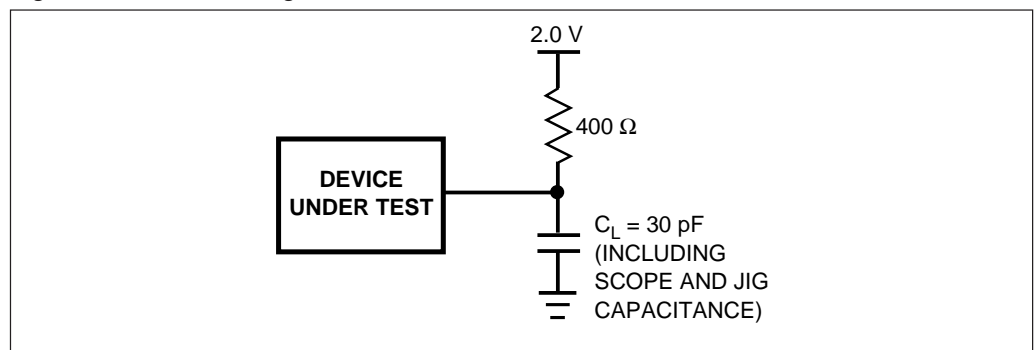 2.0 V
400 Ω
DEVICE
UNDER TEST
C_L = 30 pF
(INCLUDING
SCOPE AND JIG
CAPACITANCE)